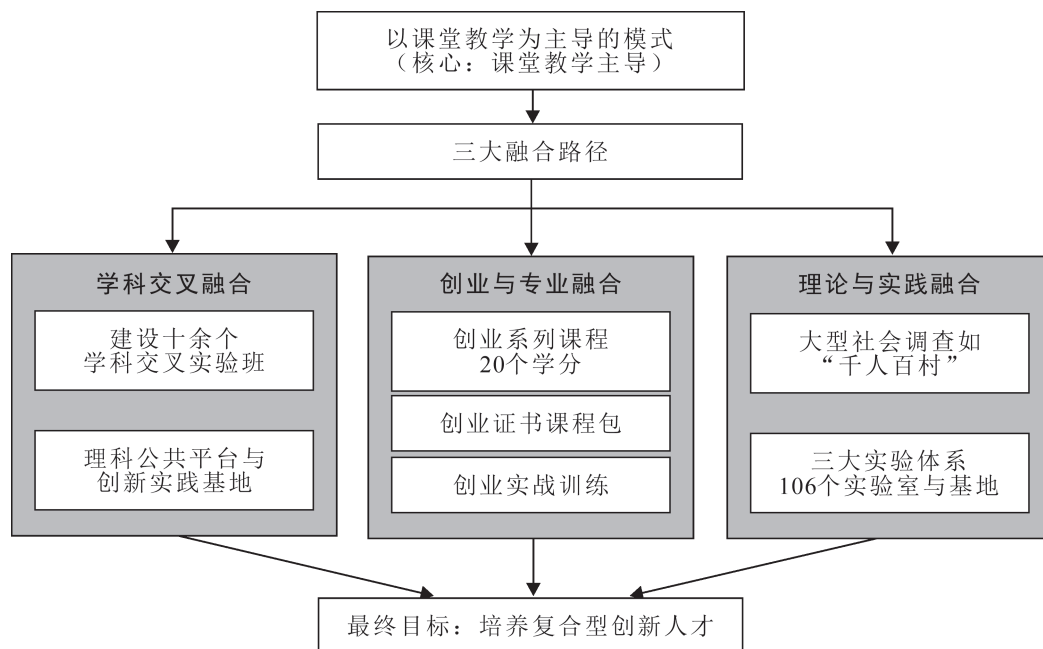 以课堂教学为主导的模式
（核心：课堂教学主导）
三大融合路径
学科交叉融合
建设十余个
学科交叉实验班
理科公共平台与
创新实践基地
创业与专业融合
创业系列课程
20个学分
创业证书课程包
创业实战训练
理论与实践融合
大型社会调查如
“千人百村”
三大实验体系
106个实验室与基地
最终目标：培养复合型创新人才